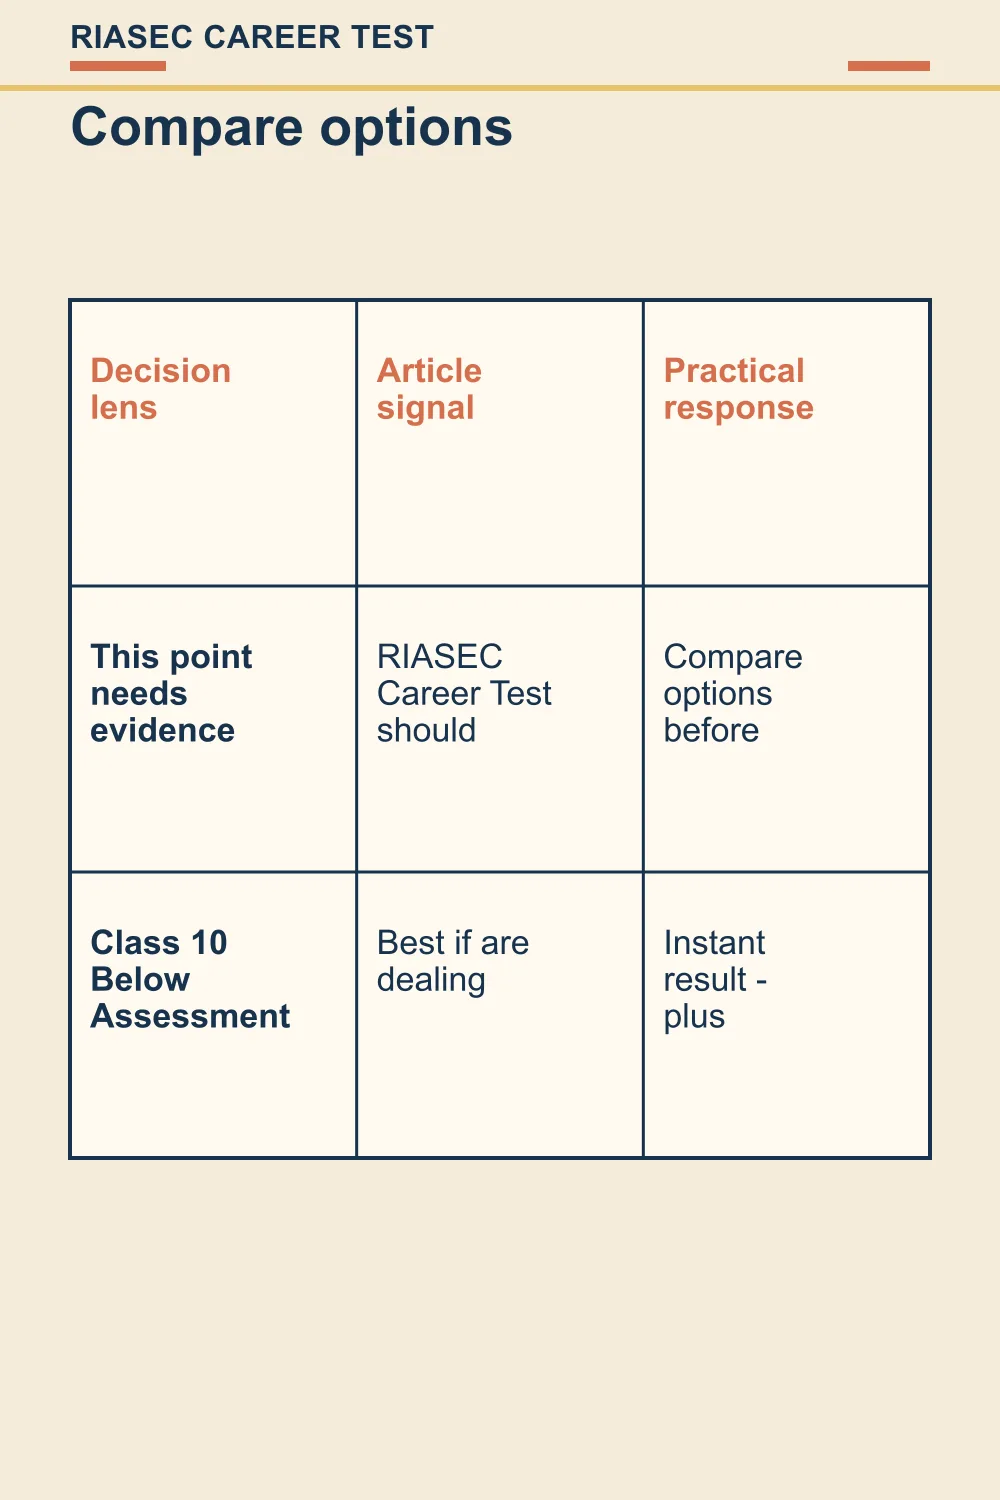 RIASEC CAREER TEST
Compare options
Decision
lens
Article
signal
Practical
response
This point
needs
evidence
RIASEC
Career Test
should
Compare
options
before
Class 10
Below
Assessment
Best if are
dealing
Instant
result -
plus